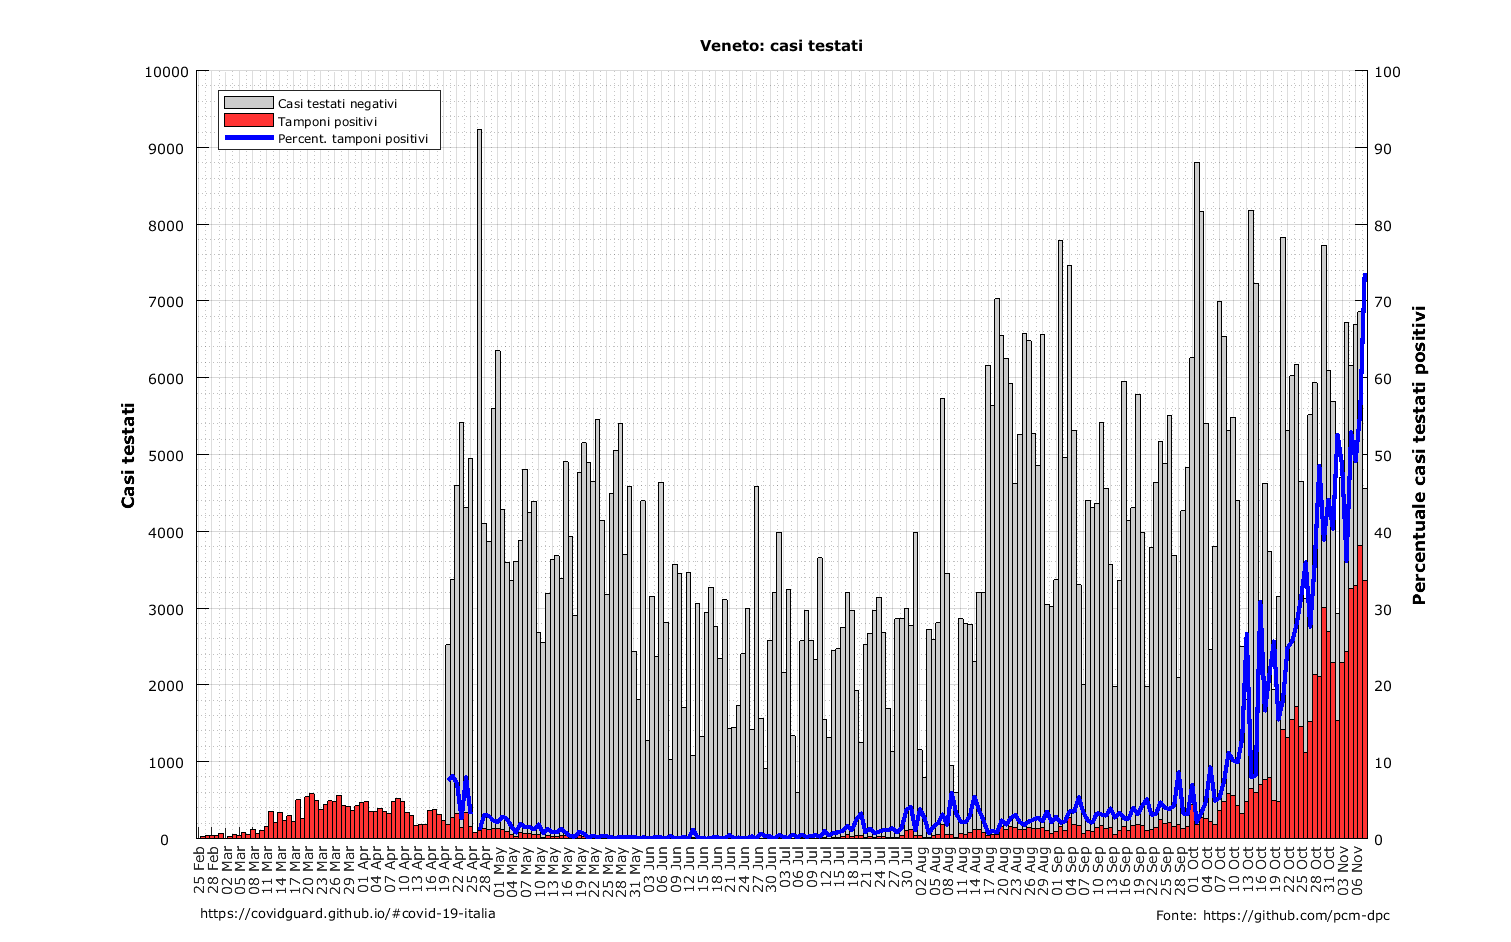 Veneto: casi testati
Casi testati negativi
Tamponi positivi
Percent. tamponi positivi
Casi testati
10000
9000
8000
7000
6000
5000
4000
3000
2000
1000
0
100
90
80
70
60
50
40
30
20
10
0
Percentuale casi testati positivi
25 Feb
28 Feb
02 Mar
05 Mar
08 Mar
11 Mar
14 Mar
17 Mar
20 Mar
23 Mar
26 Mar
29 Mar
01 Apr
04 Apr
07 Apr
10 Apr
13 Apr
16 Apr
19 Apr
22 Apr
25 Apr
28 Apr
01 May
04 May
07 May
10 May
13 May
16 May
19 May
22 May
25 May
28 May
31 May
03 Jun
06 Jun
09 Jun
12 Jun
15 Jun
18 Jun
21 Jun
24 Jun
27 Jun
30 Jun
03 Jul
06 Jul
09 Jul
12 Jul
15 Jul
18 Jul
21 Jul
24 Jul
27 Jul
30 Jul
02 Aug
05 Aug
08 Aug
11 Aug
14 Aug
17 Aug
20 Aug
23 Aug
26 Aug
29 Aug
01 Sep
04 Sep
07 Sep
10 Sep
13 Sep
16 Sep
19 Sep
22 Sep
25 Sep
28 Sep
01 Oct
04 Oct
07 Oct
10 Oct
13 Oct
16 Oct
19 Oct
22 Oct
25 Oct
28 Oct
31 Oct
03 Nov
06 Nov
https://covidguard.github.io/#covid-19-italia
Fonte: https://github.com/pcm-dpc